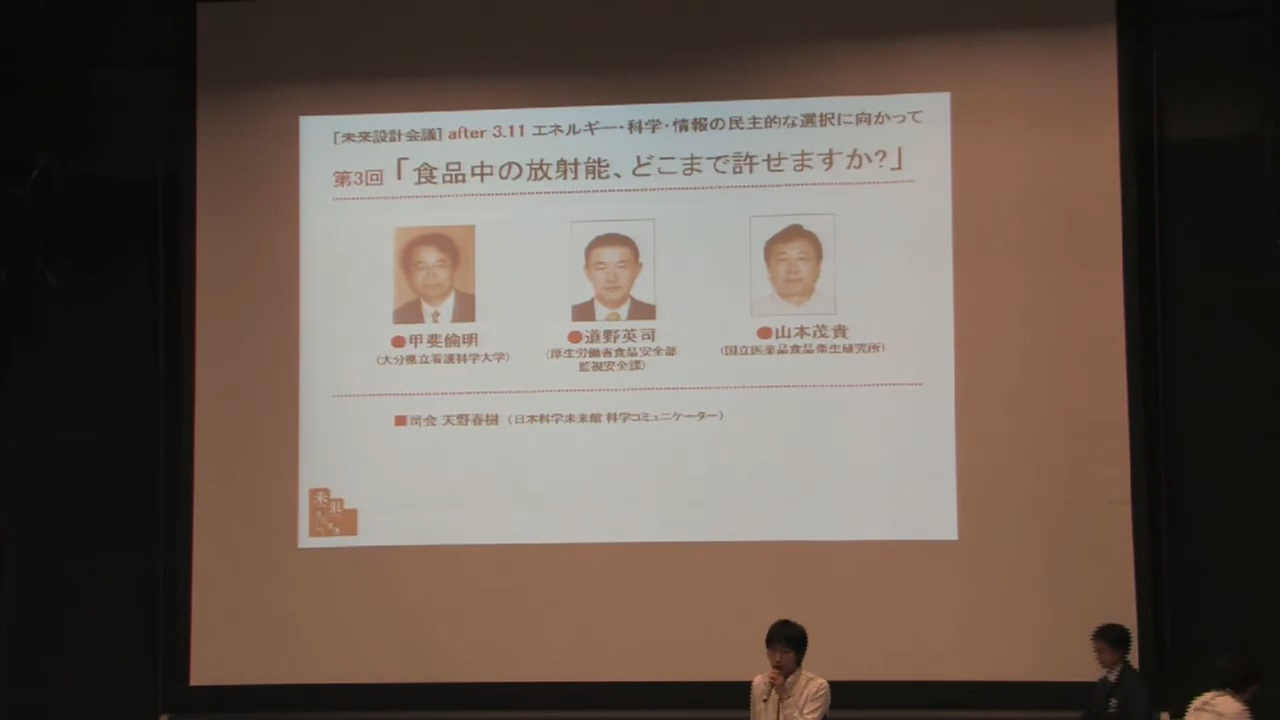 [未来設計会議] after 3.11 エネルギー・科学・情報の民主的な選択に向かって
第3回「食品中の放射能、どこまで許せますか?」
●甲斐倫明
(大分県立看護科学大学)
●道野英司
(厚生労働省食品安全部
監視安全課)
●山本茂貴
(国立医薬品食品衛生研究所)
■司会 天野春樹 (日本科学未来館 科学コミュニケーター)
未来